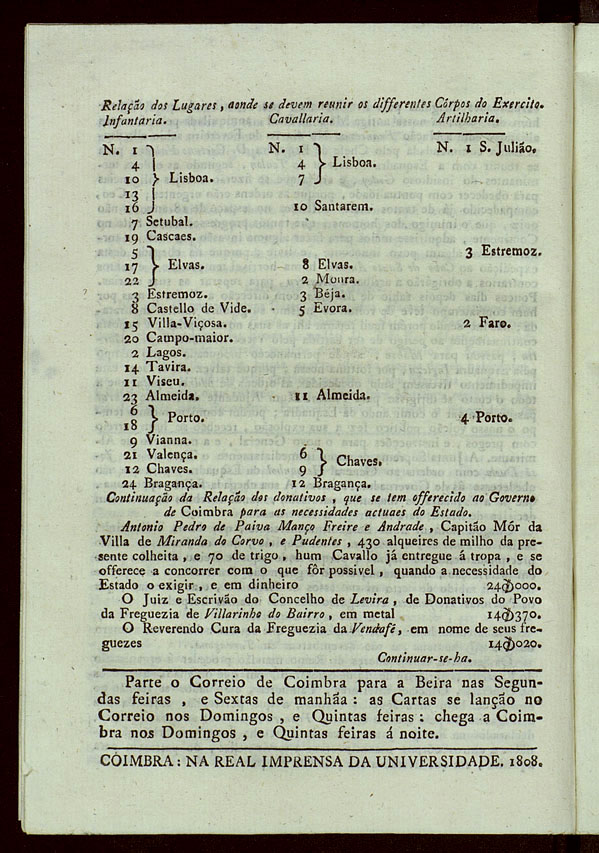 Relação dos Lugares, aonde se devem reunir os differentes Córpos do Exercito.
Infantaria. Cavallaria. Artilharia.
N. 1 N. 1 N. 1 S. Julião.
4 4 } Lisboa.
10 } Lisboa. 7
13
16 10 Santarem.
7 Setubal.
19 Cascaes.
5 3 Estremoz.
17 } Elvas. 8 Elvas.
22 2 Moura.
3 Estremoz. 3 Béja.
8 Castello de Vide. 5 Evora.
15 Villa-Viçosa. 2 Faro.
20 Campo-maior.
2 Lagos.
14 Tavira.
11 Viseu.
23 Almeida. 11 Almeida.
6
18 } Porto. 4 Porto.
9 Vianna.
21 Valença. 6
12 Chaves. 9 } Chaves.
24 Bragança. 12 Bragança.
Continuação da Relação dos donativos, que se tem offerecido ao Governo
de Coimbra para as necessidades actuaes do Estado.
Antonio Pedro de Paiva Manço Freire e Andrade, Capitão Mór da
Villa de Miranda do Corvo, e Pudentes, 430 alqueires de milho da pre-
sente colheita, e 70 de trigo, hum Cavallo já entregue á tropa, e se
offerece a concorrer com o que fôr possivel, quando a necessidade do
Estado o exigir, e em dinheiro 24$000.
O Juiz e Escrivão do Concelho de Levira, de Donativos do Povo
da Freguezia de Villarinho do Bairro, em metal 14$370.
O Reverendo Cura da Freguezia da Vendafé, em nome de seus fre-
guezes 14$020.
Continuar-se-ha.
Parte o Correio de Coimbra para a Beira nas Segun-
das feiras, e Sextas de manhãa: as Cartas se lanção no
Correio nos Domingos, e Quintas feiras: chega a Coim-
bra nos Domingos, e Quintas feiras á noite.
COIMBRA: NA REAL IMPRENSA DA UNIVERSIDADE. 1808.